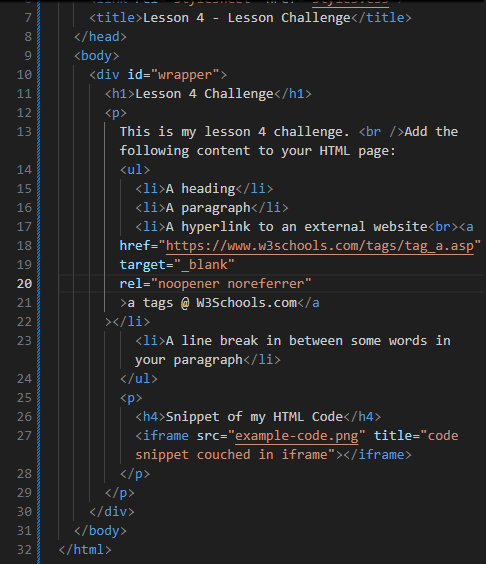 7 <title>Lesson 4 - Lesson Challenge</title>
8 </head>
9 <body>
10 <div id="wrapper">
11 <h1>Lesson 4 Challenge</h1>
12 <p>
13 This is my lesson 4 challenge. <br />Add the
following content to your HTML page:
14 <ul>
15 <li>A heading</li>
16 <li>A paragraph</li>
17 <li>A hyperlink to an external website<br><a
18 href="https://www.w3schools.com/tags/tag_a.asp"
19 target="_blank"
20 rel="noopener noreferrer"
21 >a tags @ W3Schools.com</a
22 ></li>
23 <li>A line break in between some words in
your paragraph</li>
24 </ul>
25 <p>
26 <h4>Snippet of my HTML Code</h4>
27 <iframe src="example-code.png" title="code
snippet couched in iframe"></iframe>
28 </p>
29 </p>
30 </div>
31 </body>
32 </html>